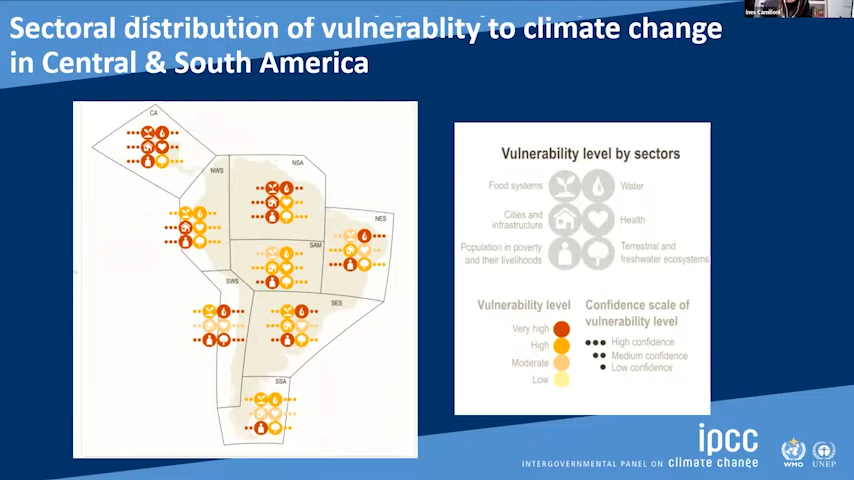 Ines Camilloni
Sectoral distribution of vulnerablity to climate change
in Central & South America
CA
NWS
NSA
NES
SAM
SWS
SES
SSA
Vulnerability level by sectors
Food systems
Water
Cities and
infrastructure
Health
Population in poverty
and their livelihoods
Terrestrial and
freshwater ecosystems
Vulnerability level
Very high
High
Moderate
Low
Confidence scale of
vulnerability level
High confidence
Medium confidence
Low confidence
ipcc
INTERGOVERNMENTAL PANEL ON climate change
WMO
UNEP